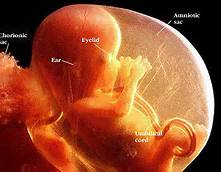 Amniotic
sac
Chorionic
sac
Eyelid
Ear
Umbilical
cord